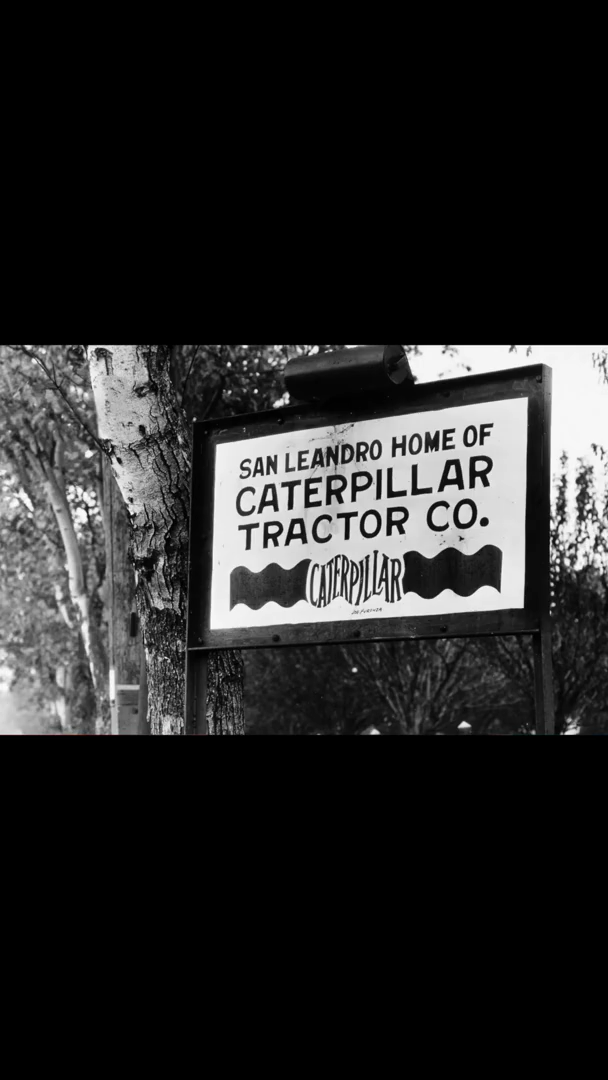 SAN LEANDRO HOME OF
CATERPILLAR
TRACTOR CO.
CATERPILLAR